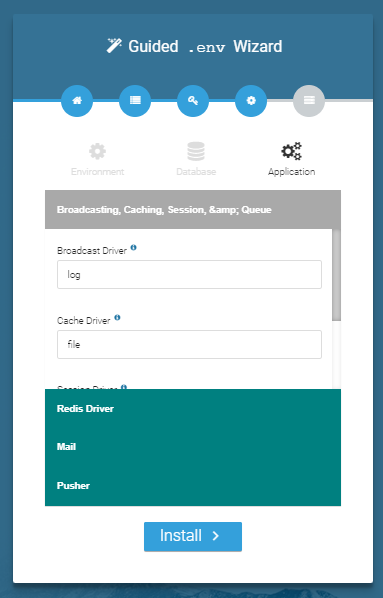 Guided .env Wizard
Environment
Database
Application
Broadcasting, Caching, Session, &amp; Queue
Broadcast Driver
log
Cache Driver
file
Session Driver
Redis Driver
Mail
Pusher
Install